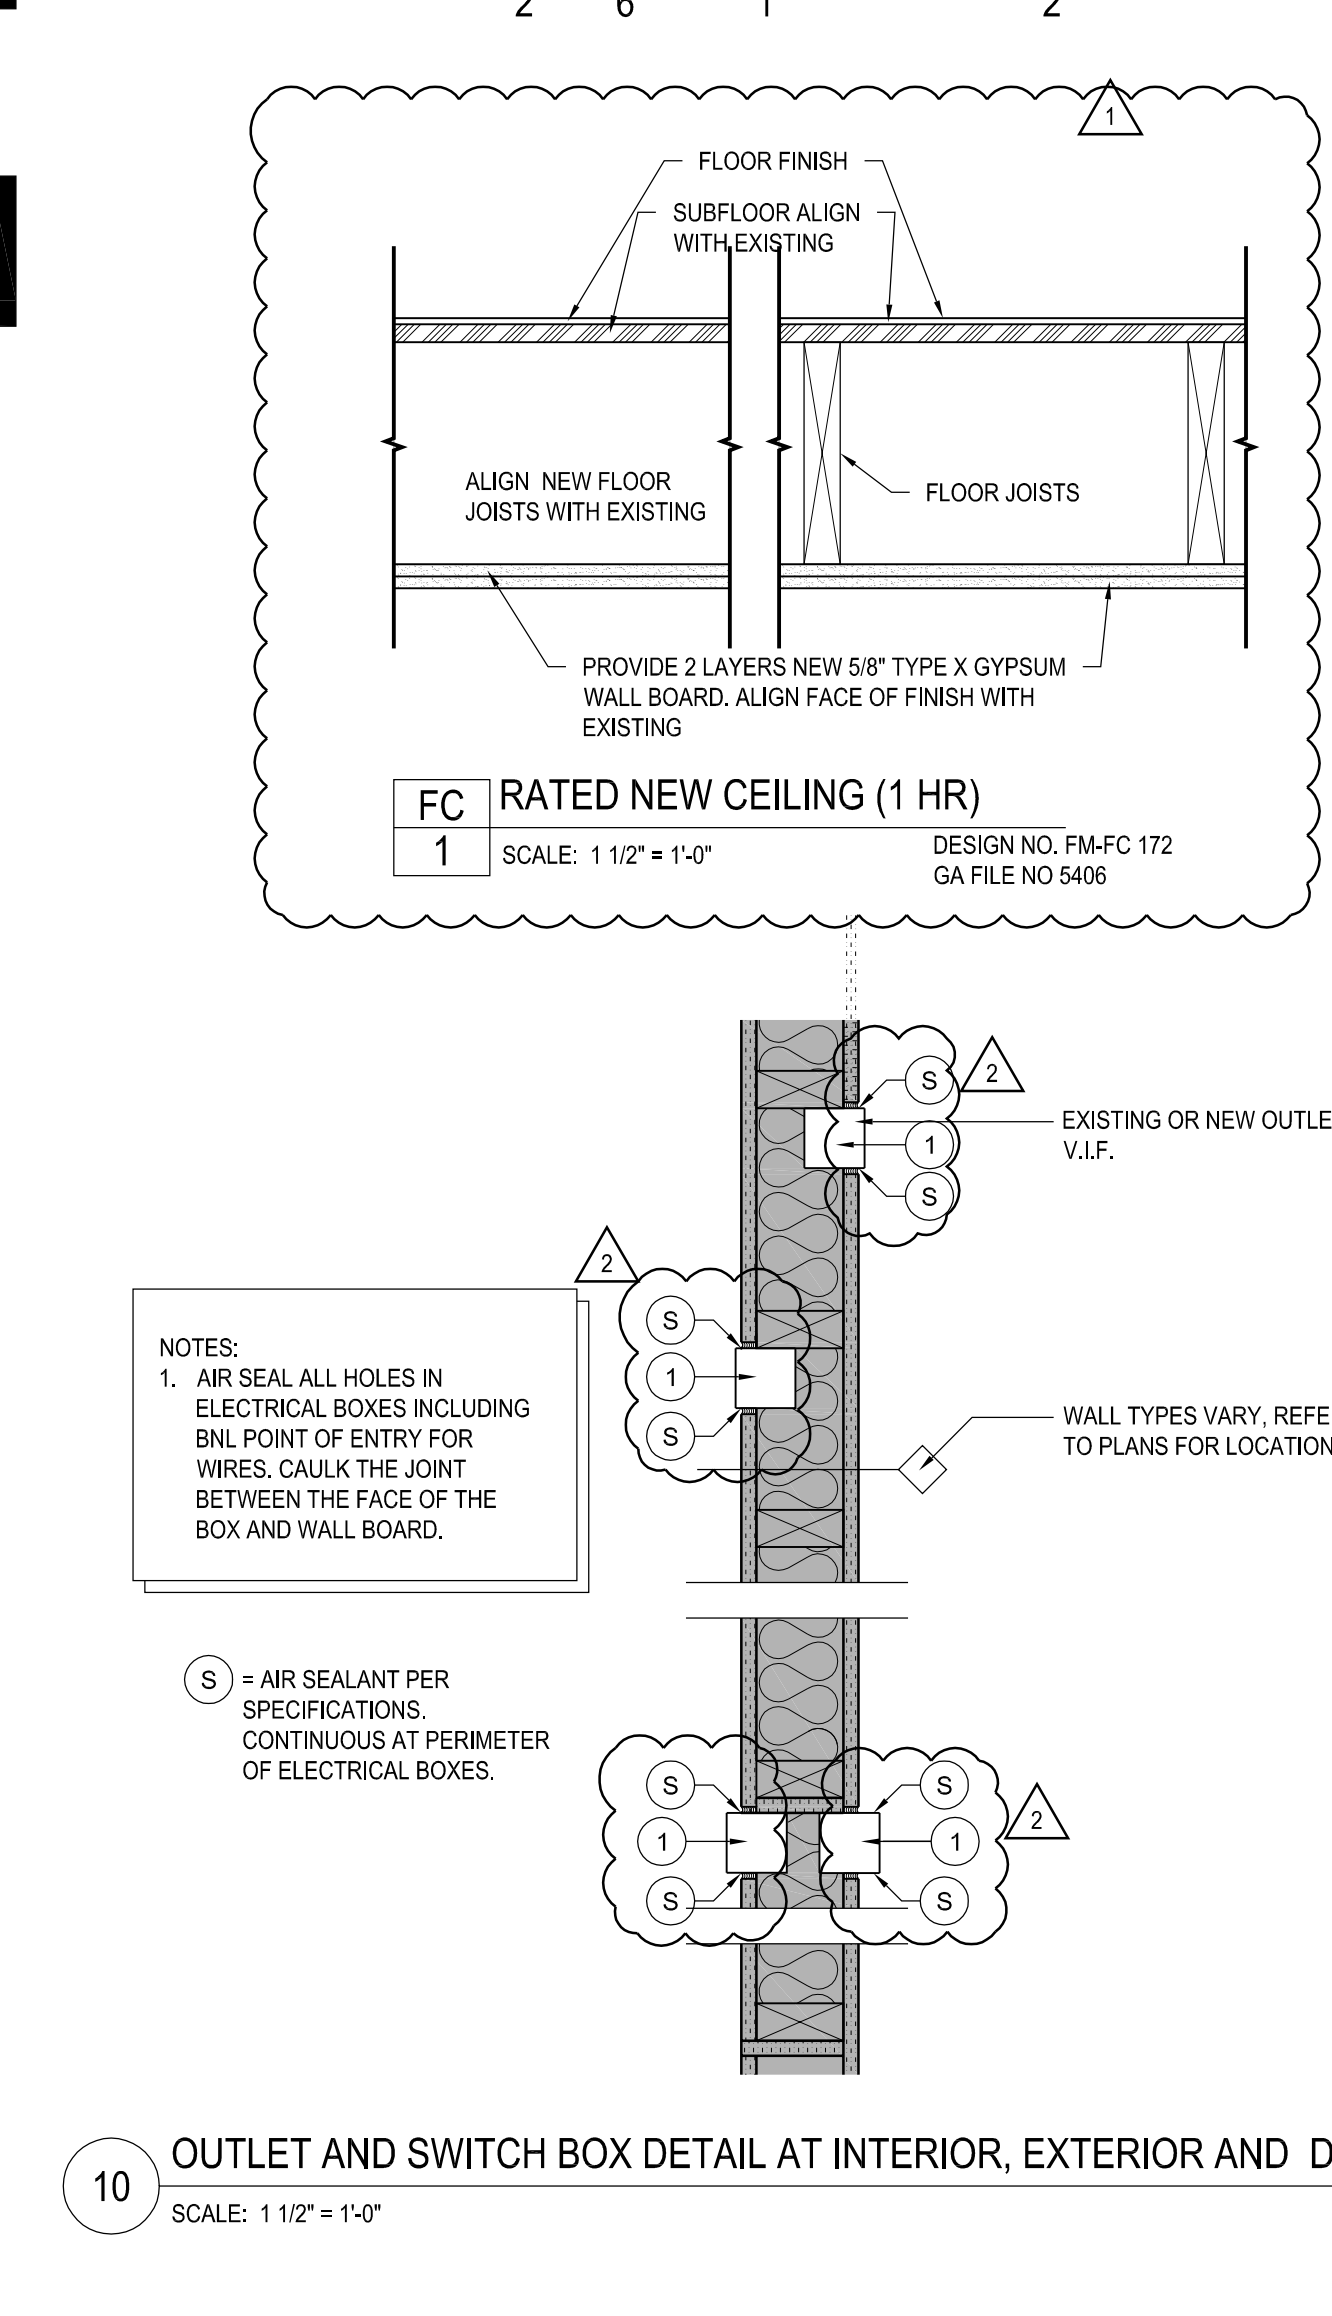 1
FLOOR FINISH
SUBFLOOR ALIGN
WITH EXISTING
ALIGN NEW FLOOR
JOISTS WITH EXISTING
FLOOR JOISTS
PROVIDE 2 LAYERS NEW 5/8" TYPE X GYPSUM
WALL BOARD. ALIGN FACE OF FINISH WITH
EXISTING
FC
1
RATED NEW CEILING (1 HR)
SCALE: 1 1/2" = 1'-0"
DESIGN NO. FM-FC 172
GA FILE NO 5406
S
2
EXISTING OR NEW OUTLE
V.I.F.
1
S
2
S
1
S
NOTES:
1. AIR SEAL ALL HOLES IN
ELECTRICAL BOXES INCLUDING
BNL POINT OF ENTRY FOR
WIRES. CAULK THE JOINT
BETWEEN THE FACE OF THE
BOX AND WALL BOARD.
WALL TYPES VARY, REFE
TO PLANS FOR LOCATION
S = AIR SEALANT PER
SPECIFICATIONS.
CONTINUOUS AT PERIMETER
OF ELECTRICAL BOXES.
S
1
S
S
1
S
2
10
OUTLET AND SWITCH BOX DETAIL AT INTERIOR, EXTERIOR AND D
SCALE: 1 1/2" = 1'-0"